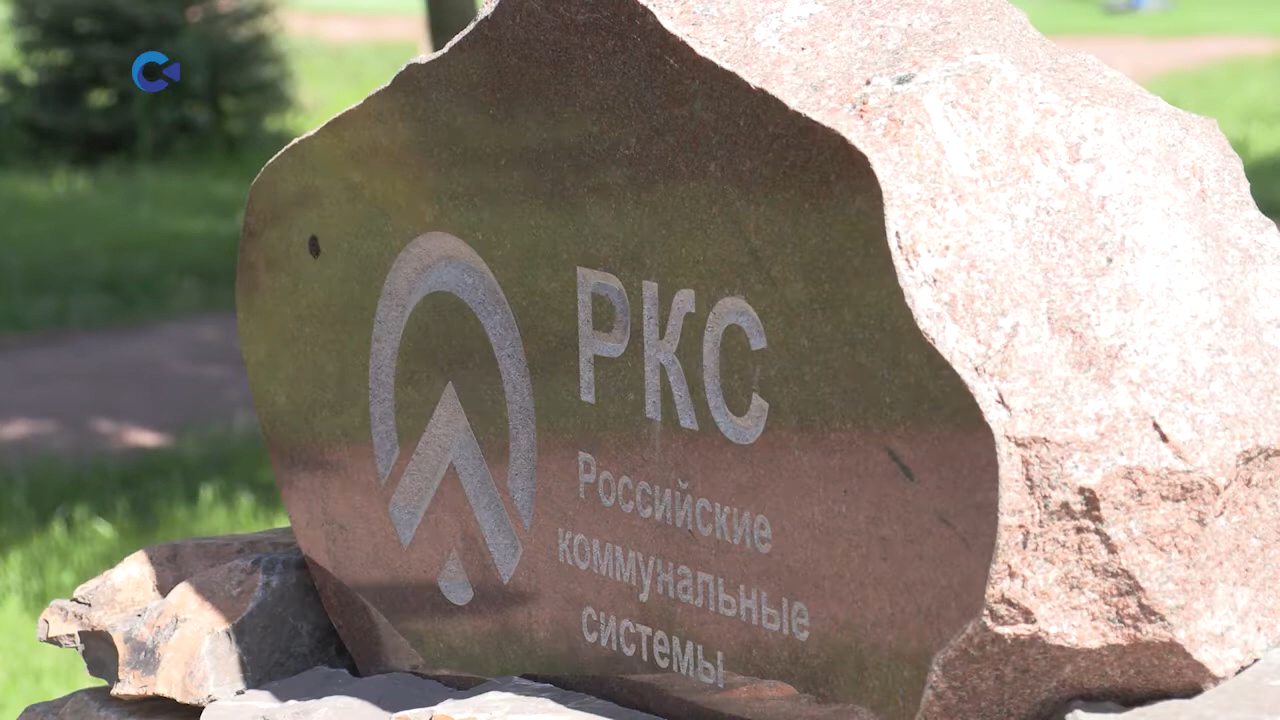 РКС
Российские
коммунальные
системы